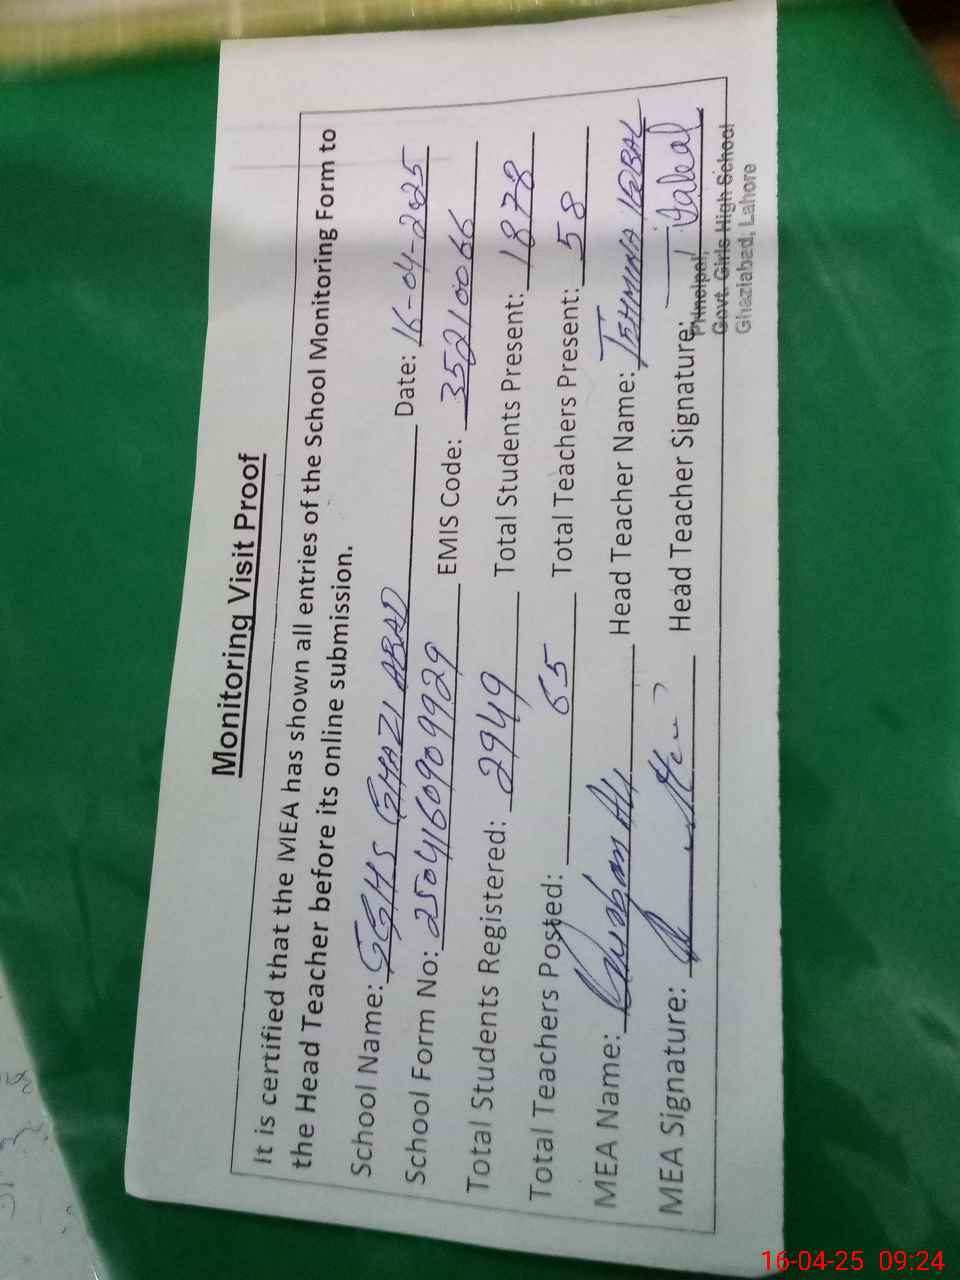 Monitoring Visit Proof
It is certified that the MEA has shown all entries of the School Monitoring Form to
the Head Teacher before its online submission.
School Name: GGHS GHAZI ABAD Date: 16-04-2025
School Form No: 2504160909929 EMIS Code: 35210066
Total Students Registered: 2949 Total Students Present: 1878
Total Teachers Posted: 65 Total Teachers Present: 58
MEA Name: Ali Head Teacher Name: TEHMINA IQBAL
MEA Signature: Head Teacher Signature: T Iqbal
Principal,
Govt. Girls High School
Ghaziabad, Lahore
16-04-25 09:24